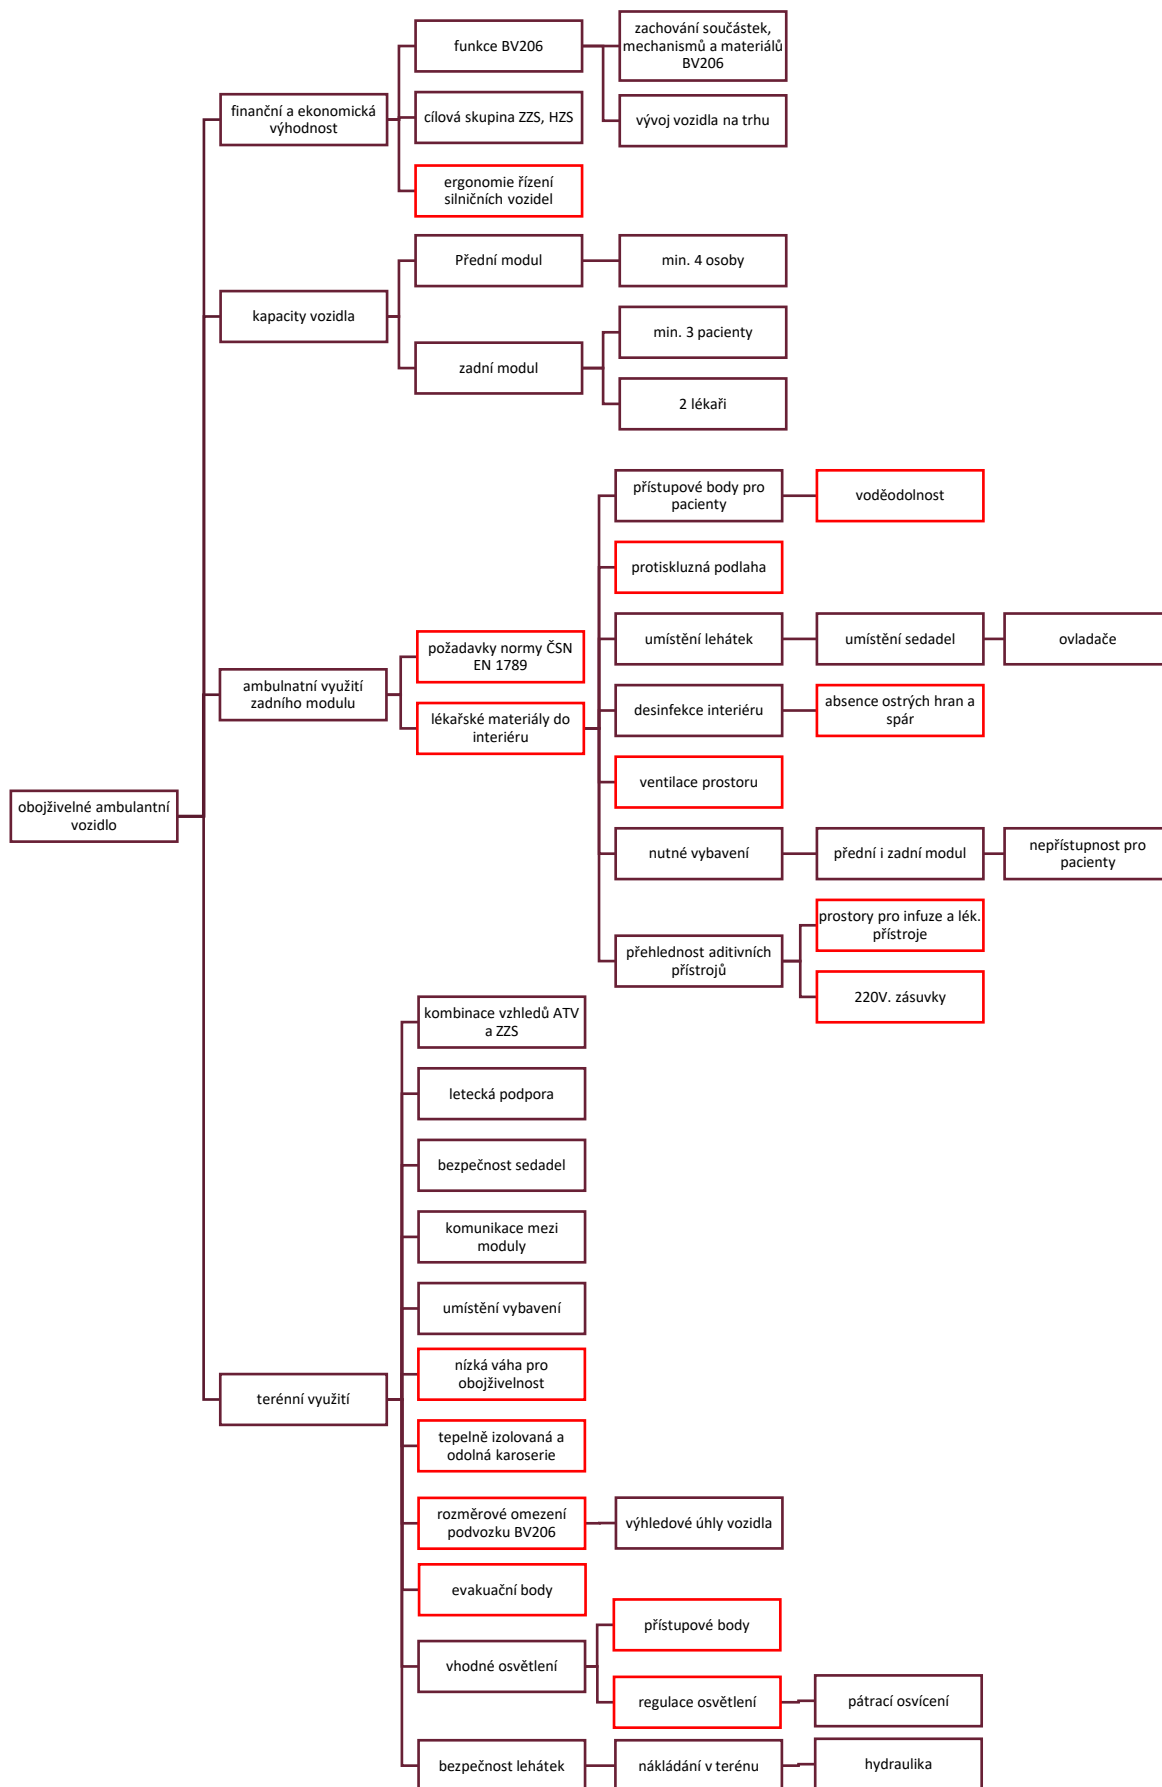 zachování součástek,
mechanismů a materiálů
BV206
funkce BV206
finanční a ekonomická
výhodnost
cílová skupina ZZS, HZS
vývoj vozidla na trhu
ergonomie řízení
silničních vozidel
Přední modul
min. 4 osoby
kapacity vozidla
min. 3 pacienty
zadní modul
2 lékaři
přístupové body pro
pacienty
voděodolnost
protiskluzná podlaha
požadavky normy ČSN
EN 1789
umístění lehátek
umístění sedadel
ovladače
ambulnatní využití
zadního modulu
lékařské materiály do
interiéru
desinfekce interiéru
absence ostrých hran a
spár
ventilace prostoru
obojživelné ambulantní
vozidlo
nutné vybavení
přední i zadní modul
nepřístupnost pro
pacienty
prostory pro infuze a lék.
přístroje
přehlednost aditivních
přístrojů
220V. zásuvky
kombinace vzhledů ATV
a ZZS
letecká podpora
bezpečnost sedadel
komunikace mezi
moduly
umístění vybavení
nízká váha pro
obojživelnost
terénní využití
tepelně izolovaná a
odolná karoserie
rozměrové omezení
podvozku BV206
výhledové úhly vozidla
evakuační body
přístupové body
vhodné osvětlení
regulace osvětlení
pátrací osvícení
bezpečnost lehátek
nákládání v terénu
hydraulika